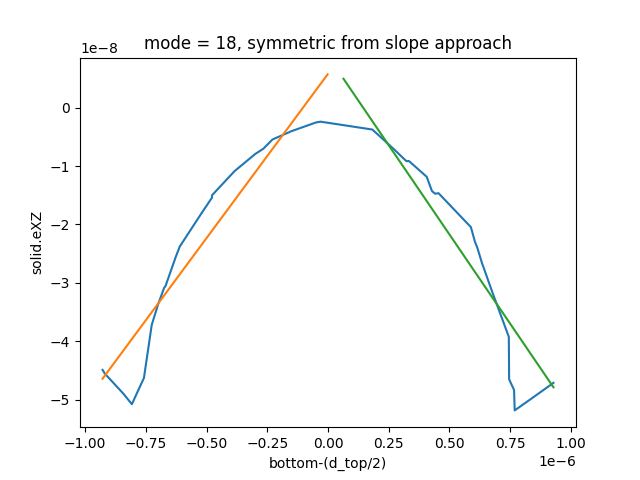 mode = 18, symmetric from slope approach
1e−8
0
−1
−2
−3
−4
−5
solid.eXZ
−1.00 −0.75 −0.50 −0.25 0.00 0.25 0.50 0.75 1.00
bottom-(d_top/2)
1e−6